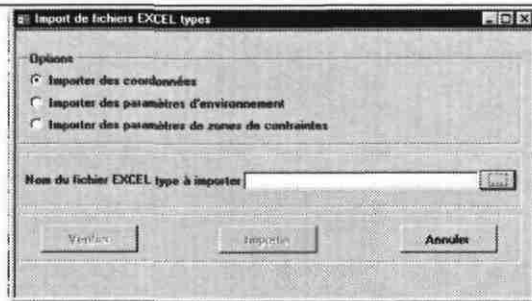 Import de fichiers EXCEL types
Options
Importer des coordonnées
Importer des paramètres d'environnement
Importer des paramètres de zones de contraintes
Nom du fichier EXCEL type à importer
...
Vérifier Importer Annuler